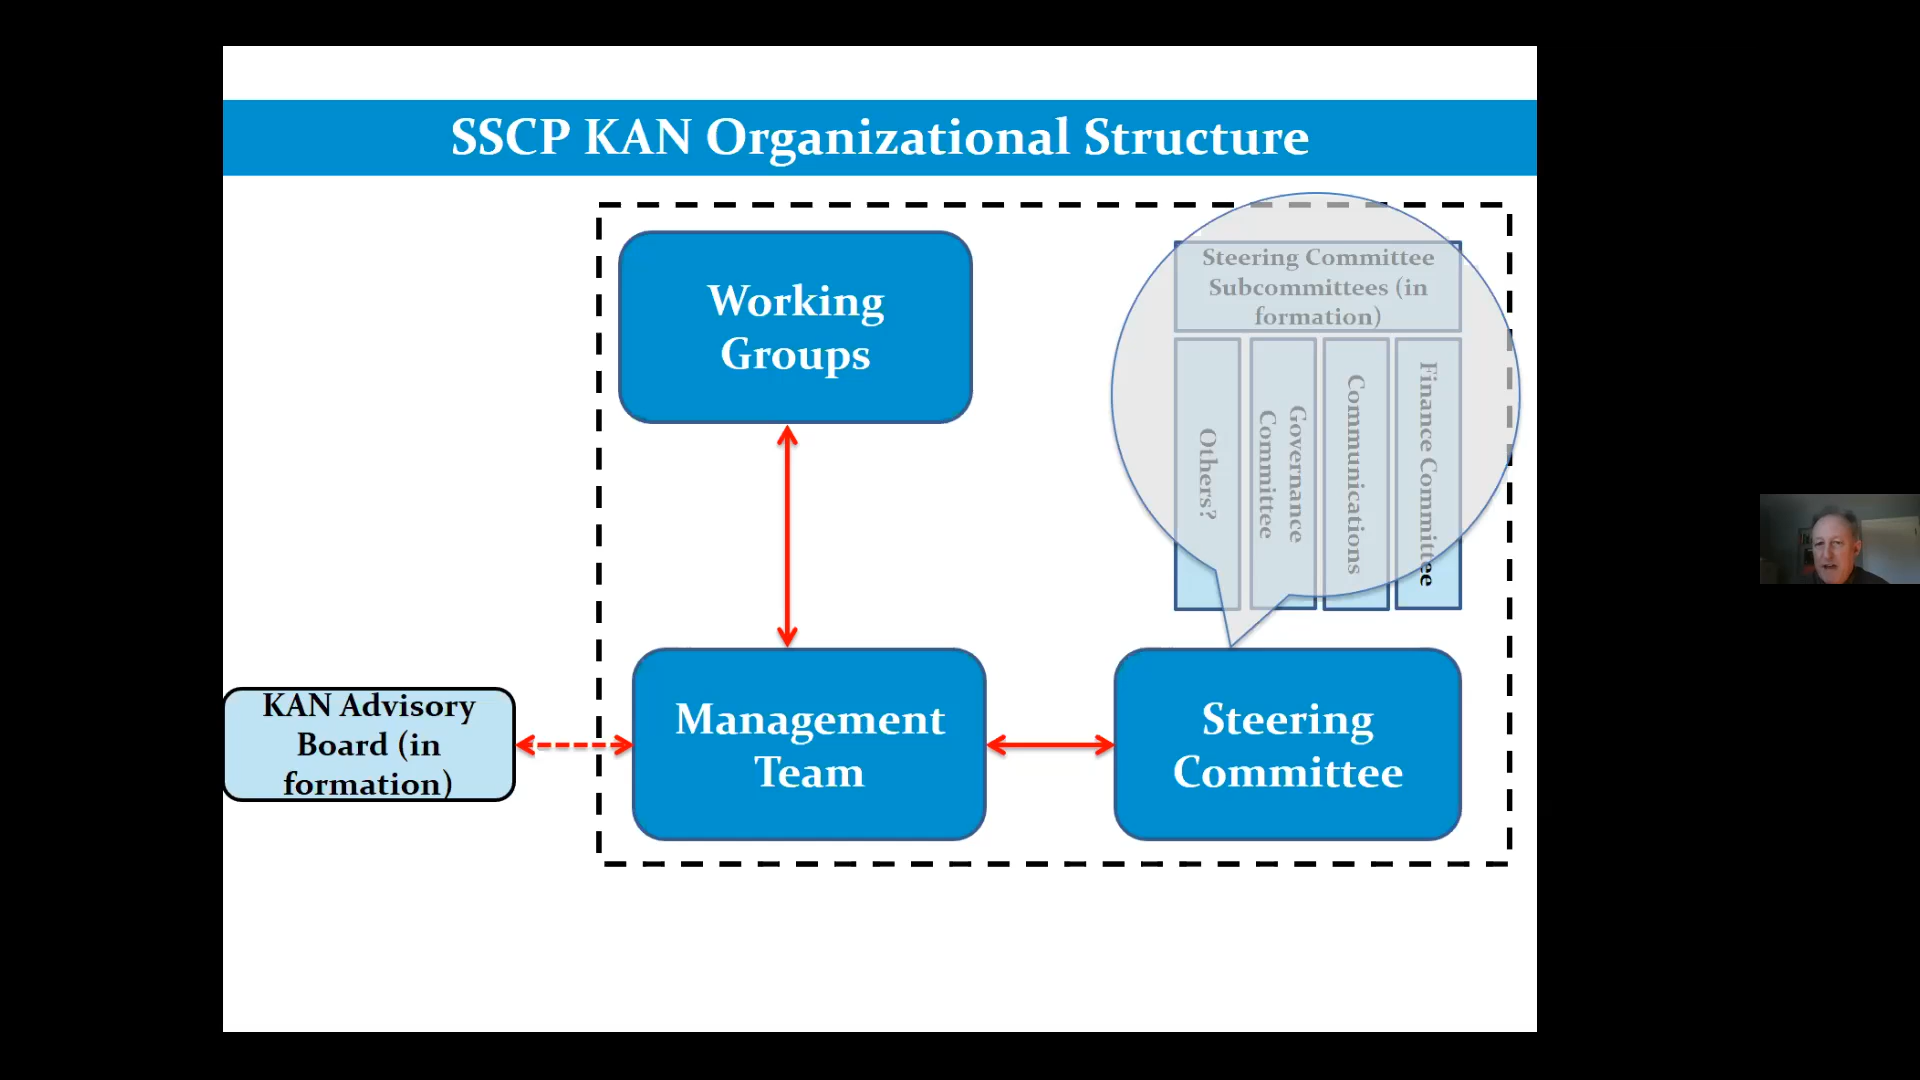 SSCP KAN Organizational Structure
Working
Groups
Steering Committee
Subcommittees (in
formation)
Others?
Governance
Committee
Communications
Finance Committee
KAN Advisory
Board (in
formation)
Management
Team
Steering
Committee